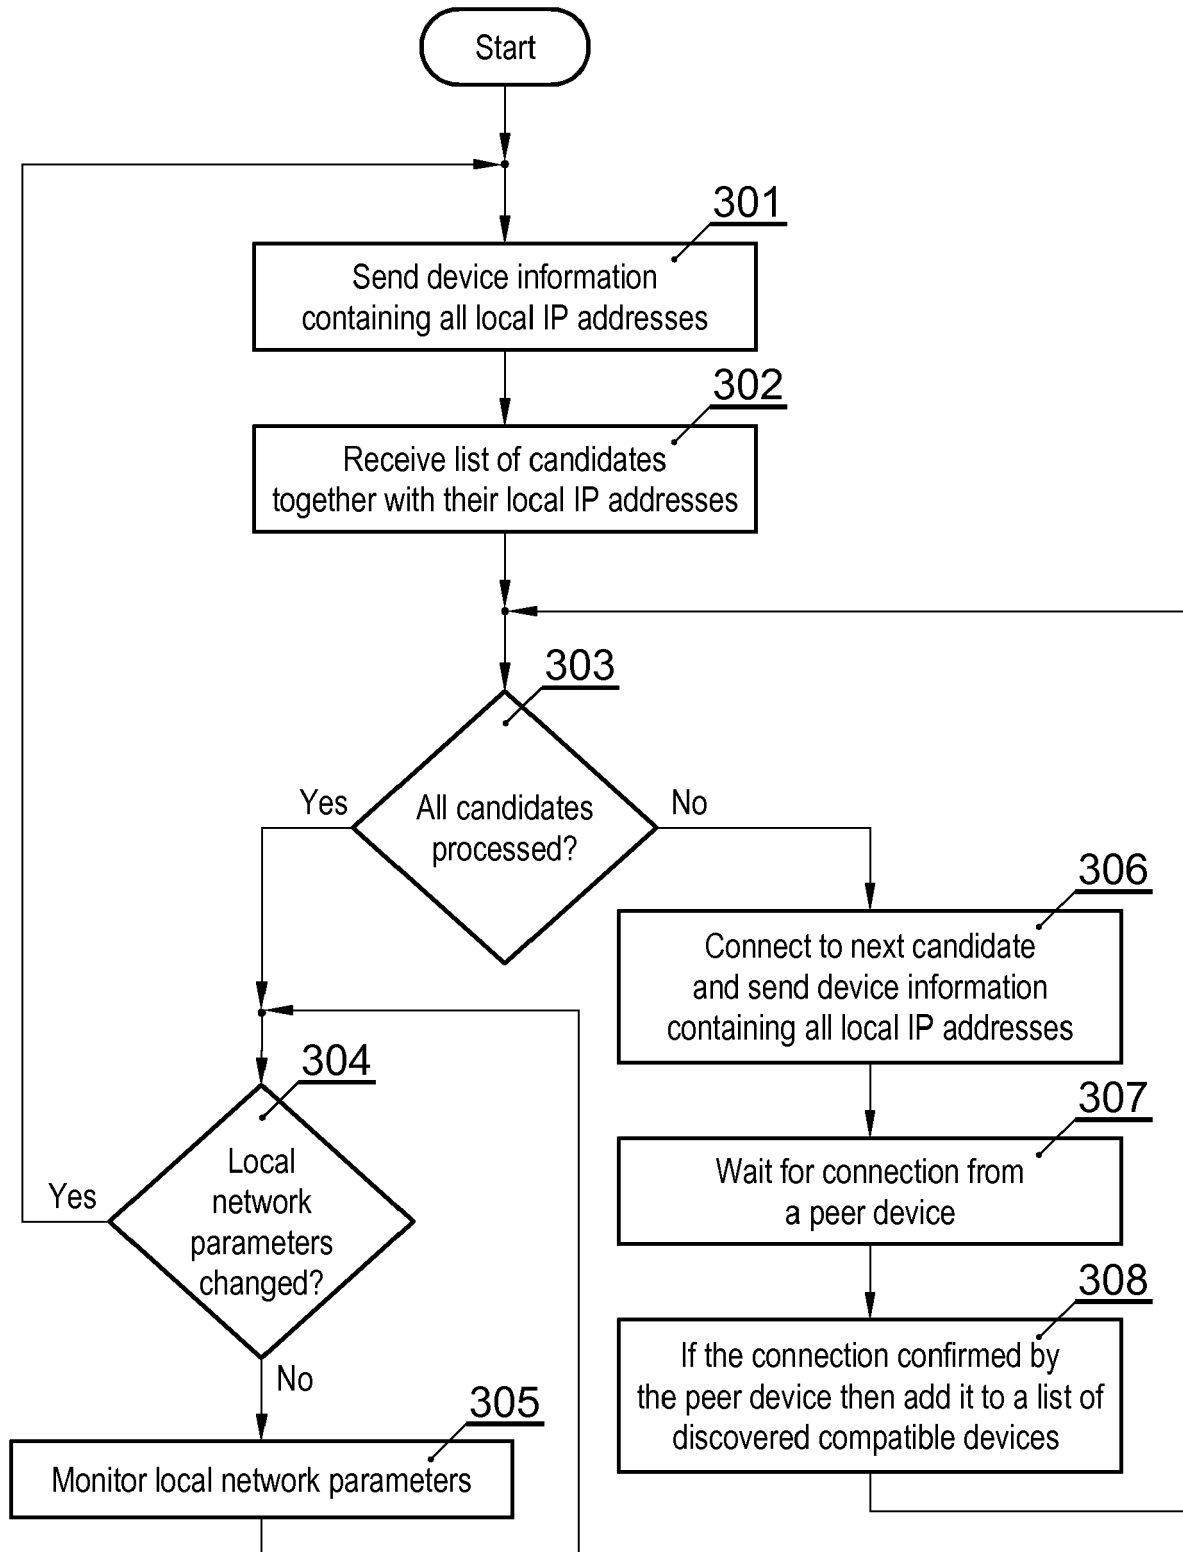 Start
301
Send device information
containing all local IP addresses
302
Receive list of candidates
together with their local IP addresses
303
All candidates
processed?
Yes
No
304
Local
network
parameters
changed?
Yes
No
305
Monitor local network parameters
306
Connect to next candidate
and send device information
containing all local IP addresses
307
Wait for connection from
a peer device
308
If the connection confirmed by
the peer device then add it to a list of
discovered compatible devices